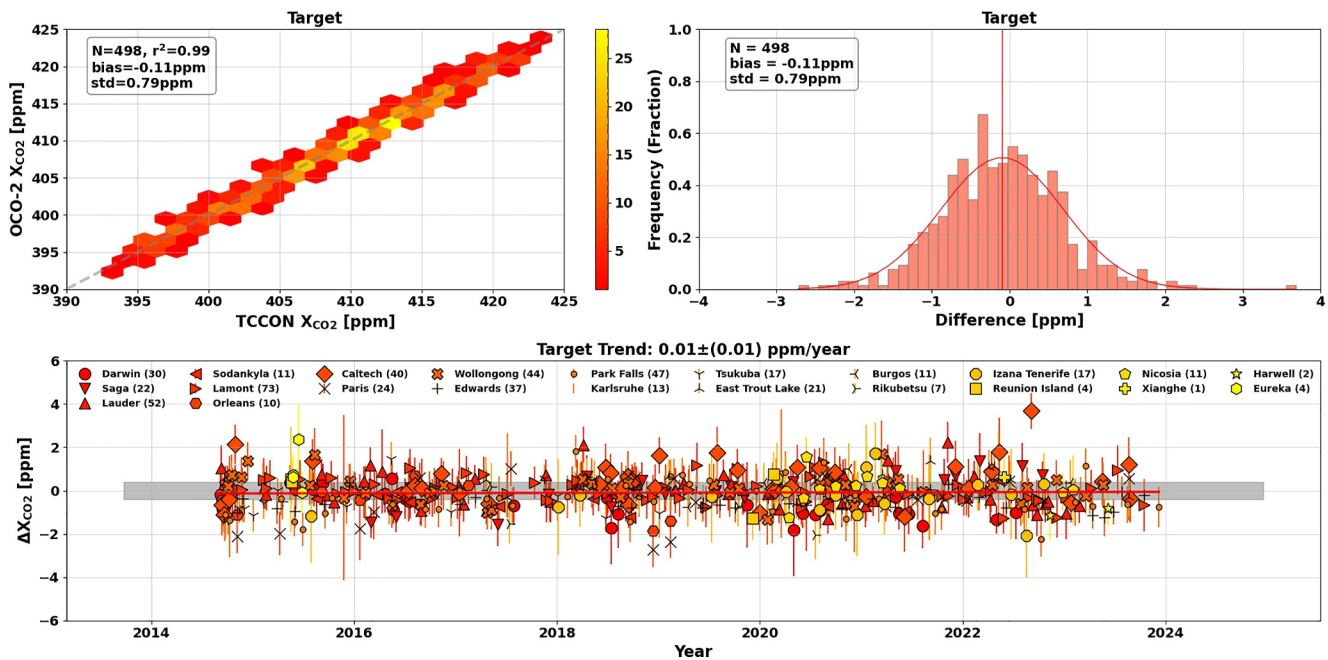 Target
OCO-2 X_CO2 [ppm]
425
420
415
410
405
400
395
390
N=498, r²=0.99
bias=-0.11ppm
std=0.79ppm
390 395 400 405 410 415 420 425
TCCON X_CO2 [ppm]
25
20
15
10
5
Target
Frequency (Fraction)
1.0
0.8
0.6
0.4
0.2
0.0
N = 498
bias = -0.11ppm
std = 0.79ppm
−4 −3 −2 −1 0 1 2 3 4
Difference [ppm]
Target Trend: 0.01±(0.01) ppm/year
ΔX_CO2 [ppm]
6
4
2
0
−2
−4
−6
Darwin (30) Sodankyla (11) Caltech (40) Wollongong (44) Park Falls (47) Tsukuba (17) Burgos (11) Izana Tenerife (17) Nicosia (11) Harwell (2)
Saga (22) Lamont (73) Paris (24) Edwards (37) Karlsruhe (13) East Trout Lake (21) Rikubetsu (7) Reunion Island (4) Xianghe (1) Eureka (4)
Lauder (52) Orleans (10)
2014 2016 2018 2020 2022 2024
Year